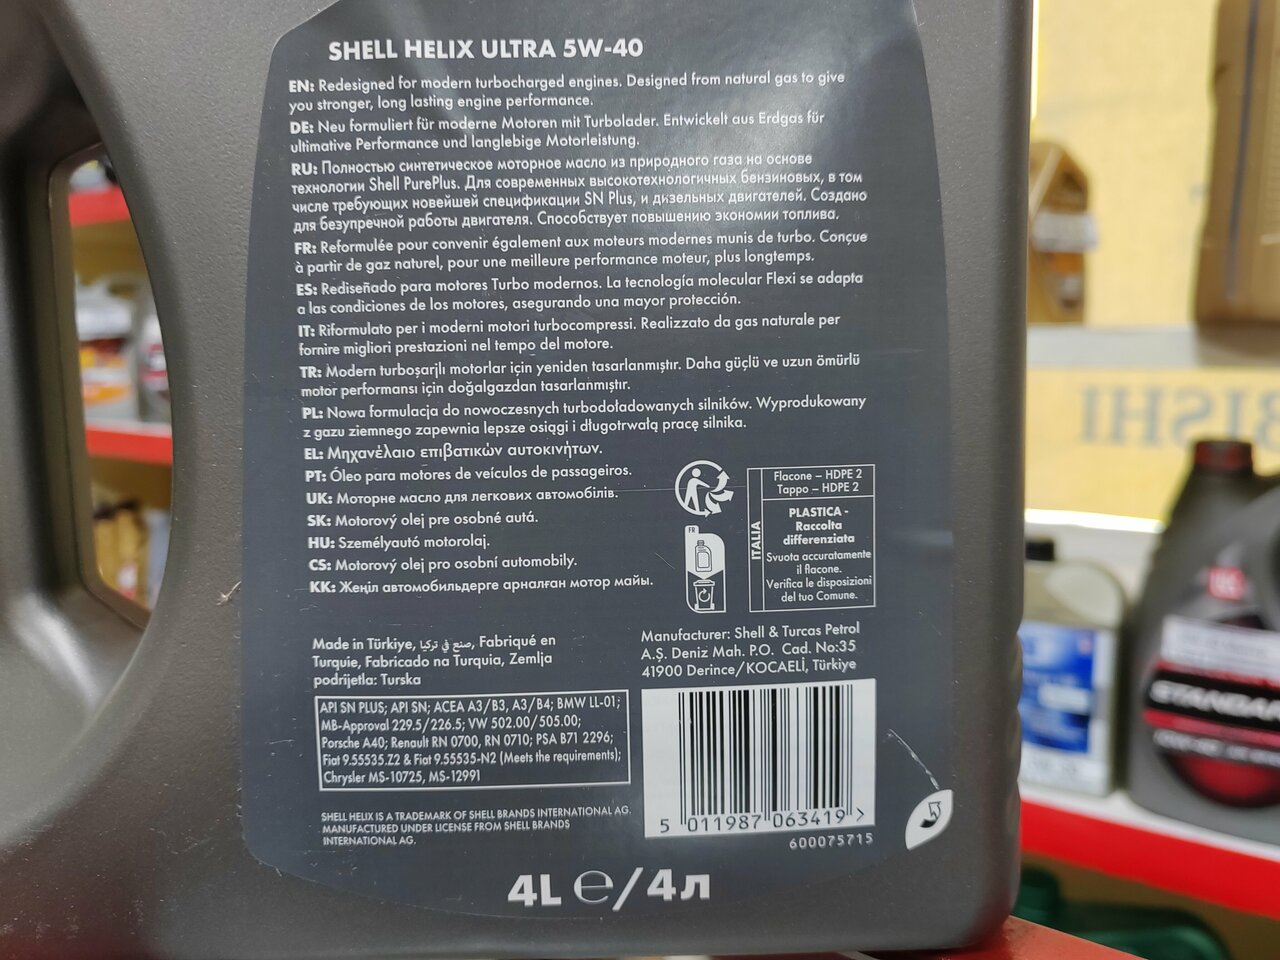 SHELL HELIX ULTRA 5W-40
EN: Redesigned for modern turbocharged engines. Designed from natural gas to give
you stronger, long lasting engine performance.
DE: Neu formuliert für moderne Motoren mit Turbolader. Entwickelt aus Erdgas für
ultimative Performance und langlebige Motorleistung.
RU: Полностью синтетическое моторное масло из природного газа на основе
технологии Shell PurePlus. Для современных высокотехнологичных бензиновых, в том
числе требующих новейшей спецификации SN Plus, и дизельных двигателей. Создано
для безупречной работы двигателя. Способствует повышению экономии топлива.
FR: Reformulée pour convenir également aux moteurs modernes munis de turbo. Conçue
à partir de gaz naturel, pour une meilleure performance moteur, plus longtemps.
ES: Rediseñado para motores Turbo modernos. La tecnología molecular Flexi se adapta
a las condiciones de los motores, asegurando una mayor protección.
IT: Riformulato per i moderni motori turbocompressi. Realizzato da gas naturale per
fornire migliori prestazioni nel tempo del motore.
TR: Modern turboşarjlı motorlar için yeniden tasarlanmıştır. Daha güçlü ve uzun ömürlü
motor performansı için doğalgazdan tasarlanmıştır.
PL: Nowa formulacja do nowoczesnych turbodoładowanych silników. Wyprodukowany
z gazu ziemnego zapewnia lepsze osiągi i długotrwałą pracę silnika.
EL: Μηχανέλαιο επιβατικών αυτοκινήτων.
PT: Óleo para motores de veículos de passageiros.
UK: Моторне масло для легкових автомобілів.
SK: Motorový olej pre osobné autá.
HU: Személyautó motorolaj.
CS: Motorový olej pro osobní automobily.
KK: Жеңіл автомобильдерге арналған мотор майы.
FR
ITALIA
Flacone – HDPE 2
Tappo – HDPE 2
PLASTICA -
Raccolta
differenziata
Svuota accuratamente
il flacone.
Verifica le disposizioni
del tuo Comune.
Made in Türkiye, صنع في تركيا, Fabriqué en
Turquie, Fabricado na Turquia, Zemlja
podrijetla: Turska
Manufacturer: Shell & Turcas Petrol
A.Ş. Deniz Mah. P.O. Cad. No:35
41900 Derince/KOCAELİ, Türkiye
API SN PLUS; API SN; ACEA A3/B3, A3/B4; BMW LL-01;
MB-Approval 229.5/226.5; VW 502.00/505.00;
Porsche A40; Renault RN 0700, RN 0710; PSA B71 2296;
Fiat 9.55535.Z2 & Fiat 9.55535-N2 (Meets the requirements);
Chrysler MS-10725, MS-12991
SHELL HELIX IS A TRADEMARK OF SHELL BRANDS INTERNATIONAL AG.
MANUFACTURED UNDER LICENSE FROM SHELL BRANDS
INTERNATIONAL AG.
5 011987 063419 >
600075715
4L ℮/4л